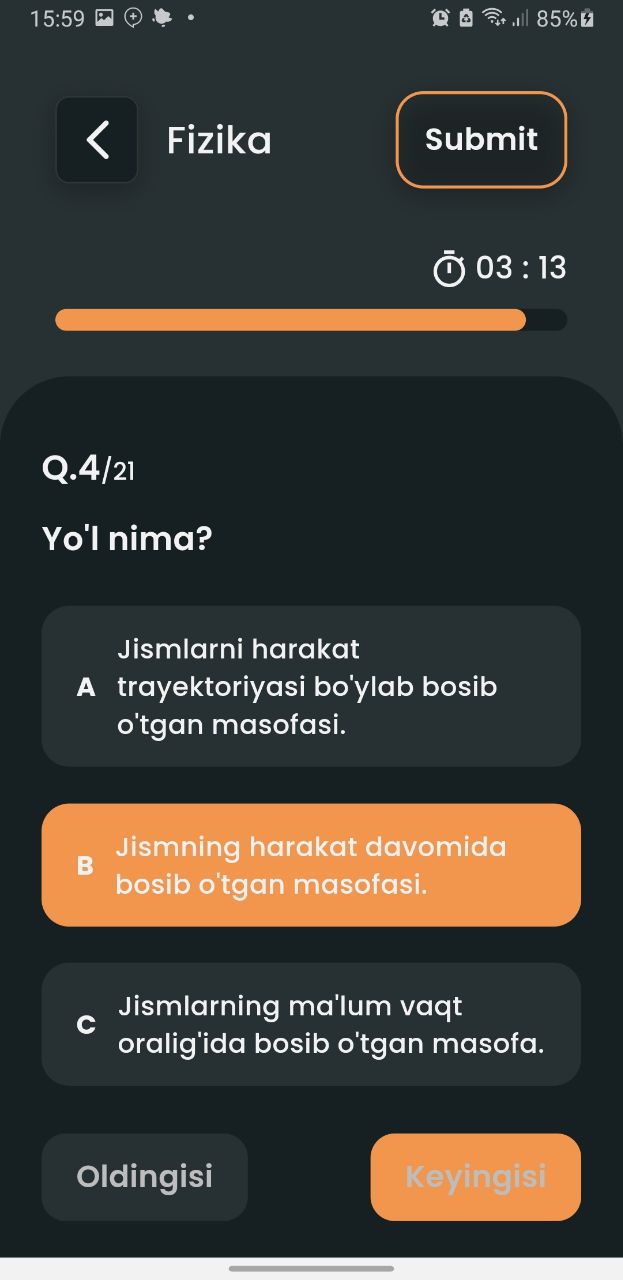 15:59
85%
Fizika
Submit
03 : 13
Q.4/21
Yo'l nima?
A
Jismlarni harakat
trayektoriyasi bo'ylab bosib
o'tgan masofasi.
B
Jismning harakat davomida
bosib o'tgan masofasi.
C
Jismlarning ma'lum vaqt
oralig'ida bosib o'tgan masofa.
Oldingisi
Keyingisi